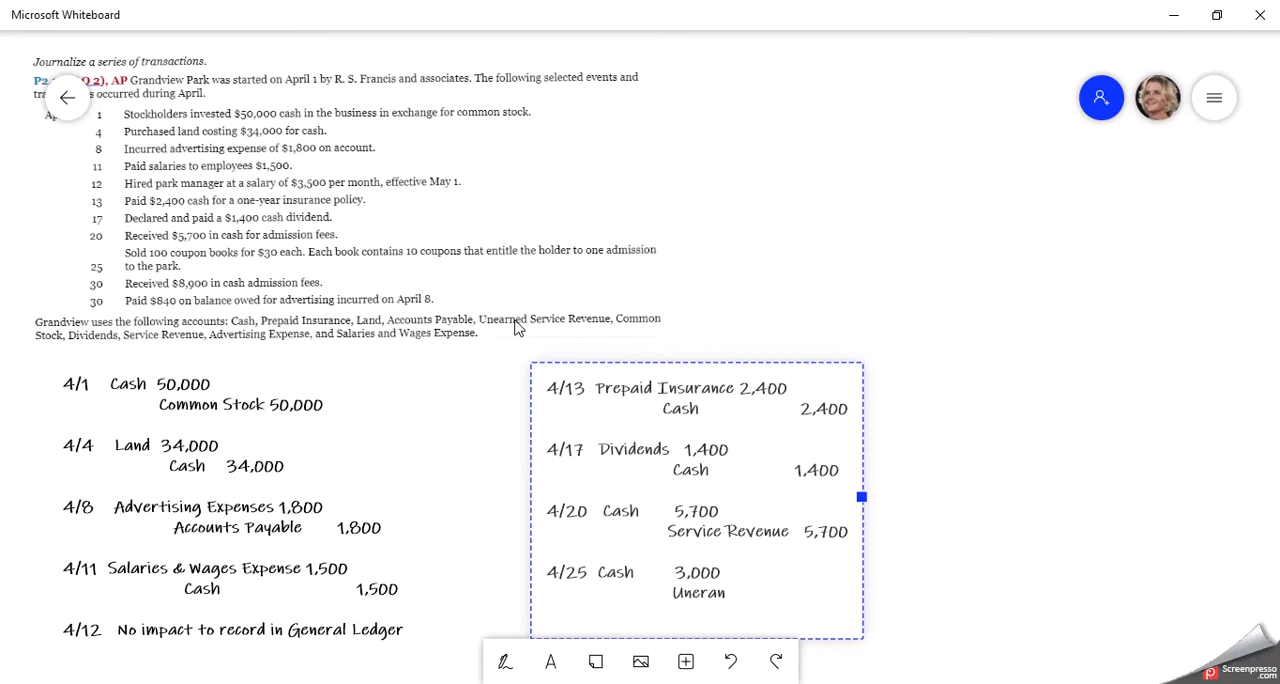 Microsoft Whiteboard
Journalize a series of transactions.
AP Grandview Park was started on April 1 by R. S. Francis and associates. The following selected events and
occurred during April.
1 Stockholders invested $50,000 cash in the business in exchange for common stock.
4 Purchased land costing $34,000 for cash.
8 Incurred advertising expense of $1,800 on account.
11 Paid salaries to employees $1,500.
12 Hired park manager at a salary of $3,500 per month, effective May 1.
13 Paid $2,400 cash for a one-year insurance policy.
17 Declared and paid a $1,400 cash dividend.
20 Received $5,700 in cash for admission fees.
Sold 100 coupon books for $30 each. Each book contains 10 coupons that entitle the holder to one admission
25 to the park.
30 Received $8,900 in cash admission fees.
30 Paid $840 on balance owed for advertising incurred on April 8.
Grandview uses the following accounts: Cash, Prepaid Insurance, Land, Accounts Payable, Unearned Service Revenue, Common
Stock, Dividends, Service Revenue, Advertising Expense, and Salaries and Wages Expense.
4/1 Cash 50,000
Common Stock 50,000
4/4 Land 34,000
Cash 34,000
4/8 Advertising Expenses 1,800
Accounts Payable 1,800
4/11 Salaries & Wages Expense 1,500
Cash 1,500
4/12 No impact to record in General Ledger
4/13 Prepaid Insurance 2,400
Cash 2,400
4/17 Dividends 1,400
Cash 1,400
4/20 Cash 5,700
Service Revenue 5,700
4/25 Cash 3,000
Uneran
Screenpresso
.com